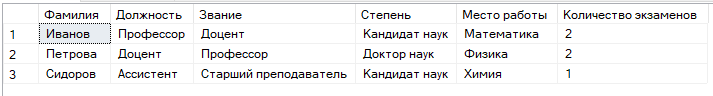 Фамилия Должность Звание Степень Место работы Количество экзаменов
1 Иванов Профессор Доцент Кандидат наук Математика 2
2 Петрова Доцент Профессор Доктор наук Физика 2
3 Сидоров Ассистент Старший преподаватель Кандидат наук Химия 1